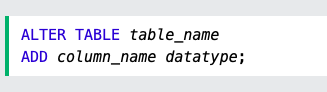 ALTER TABLE table_name
ADD column_name datatype;